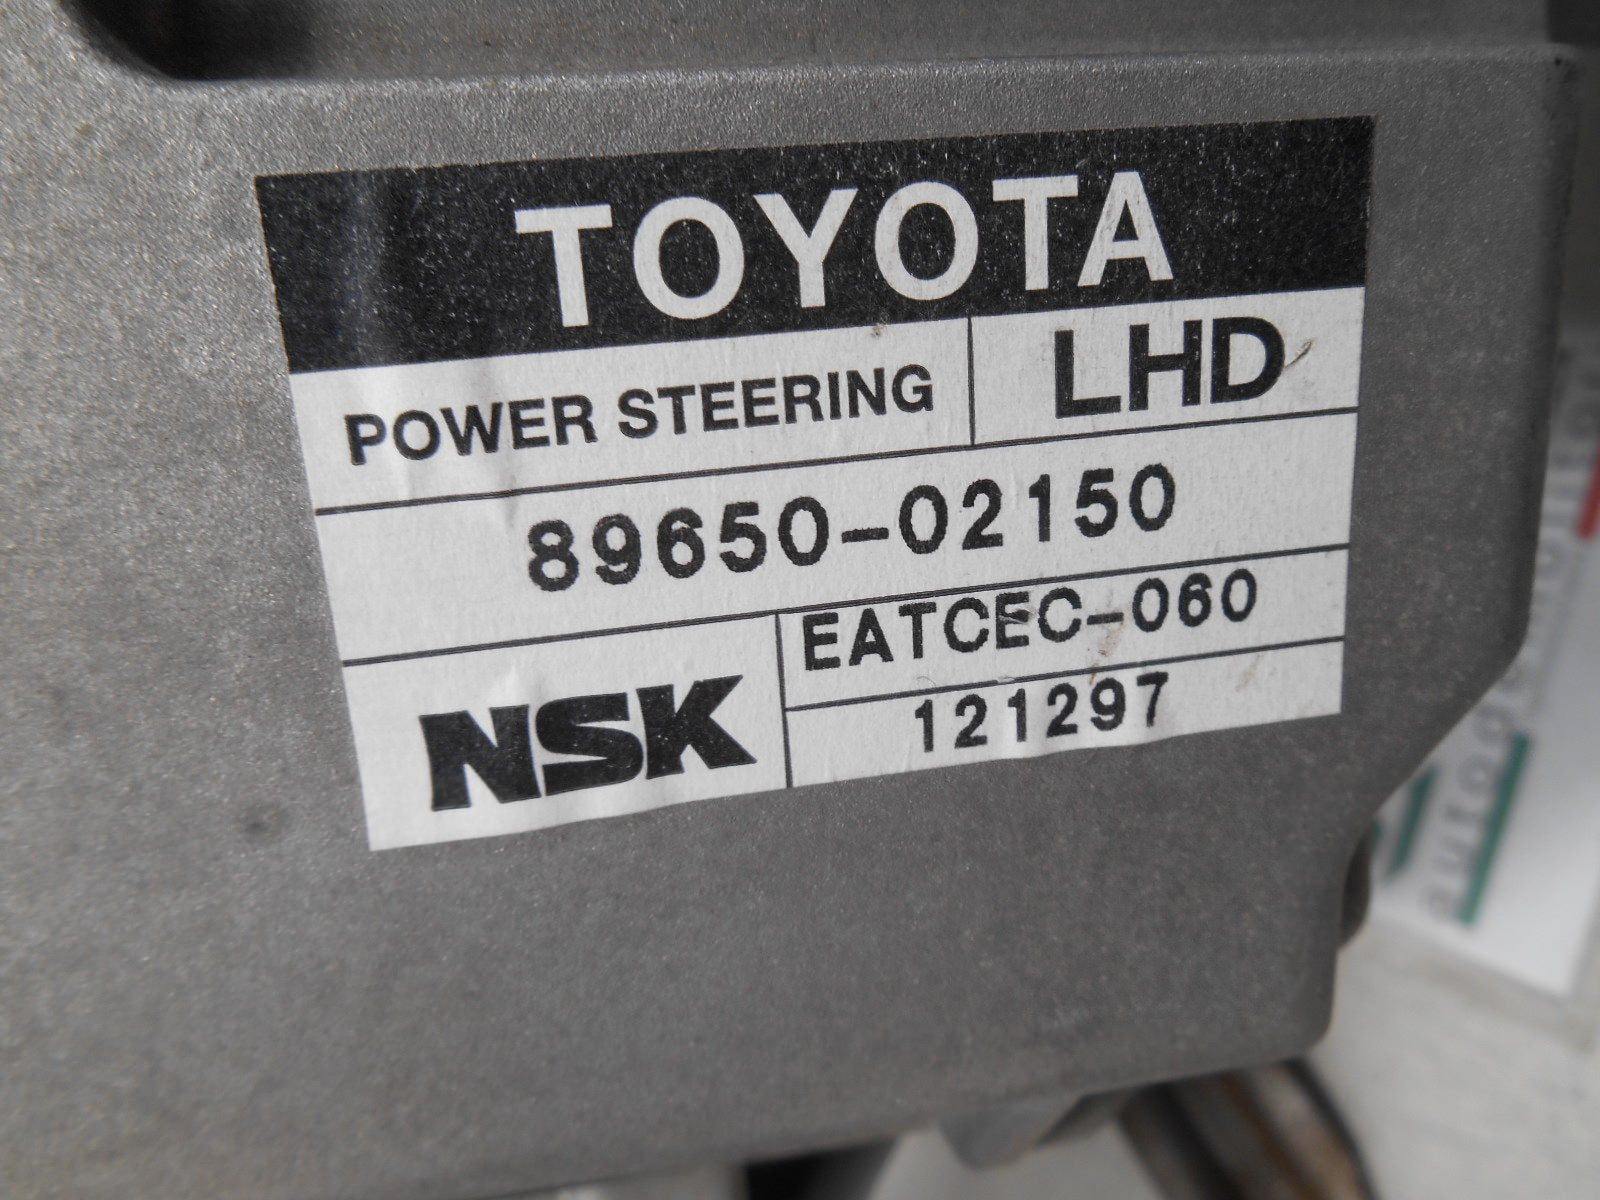 TOYOTA
POWER STEERING
LHD
89650-02150
NSK
EATCEC-060
121297